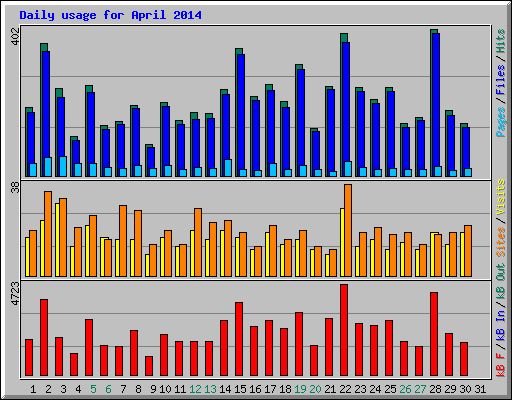 Daily usage for April 2014
402
38
4723
Pages / Files / Hits
Sites / Visits
kB F / kB In / kB Out
1 2 3 4 5 6 7 8 9 10 11 12 13 14 15 16 17 18 19 20 21 22 23 24 25 26 27 28 29 30 31